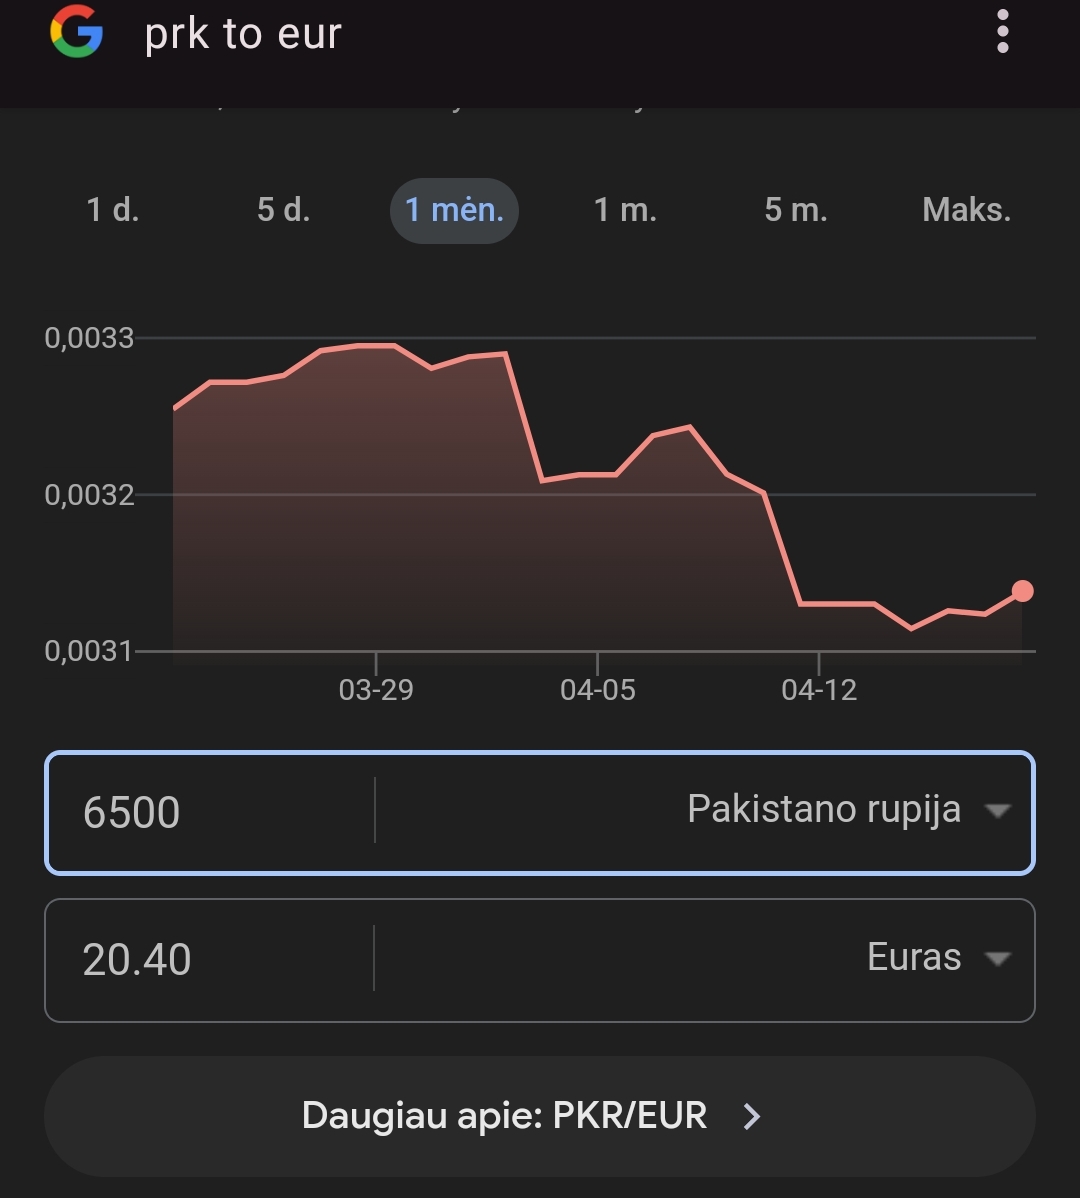 prk to eur
1 d.
5 d.
1 mėn.
1 m.
5 m.
Maks.
0,0033
0,0032
0,0031
03-29
04-05
04-12
6500
Pakistano rupija
20.40
Euras
Daugiau apie: PKR/EUR